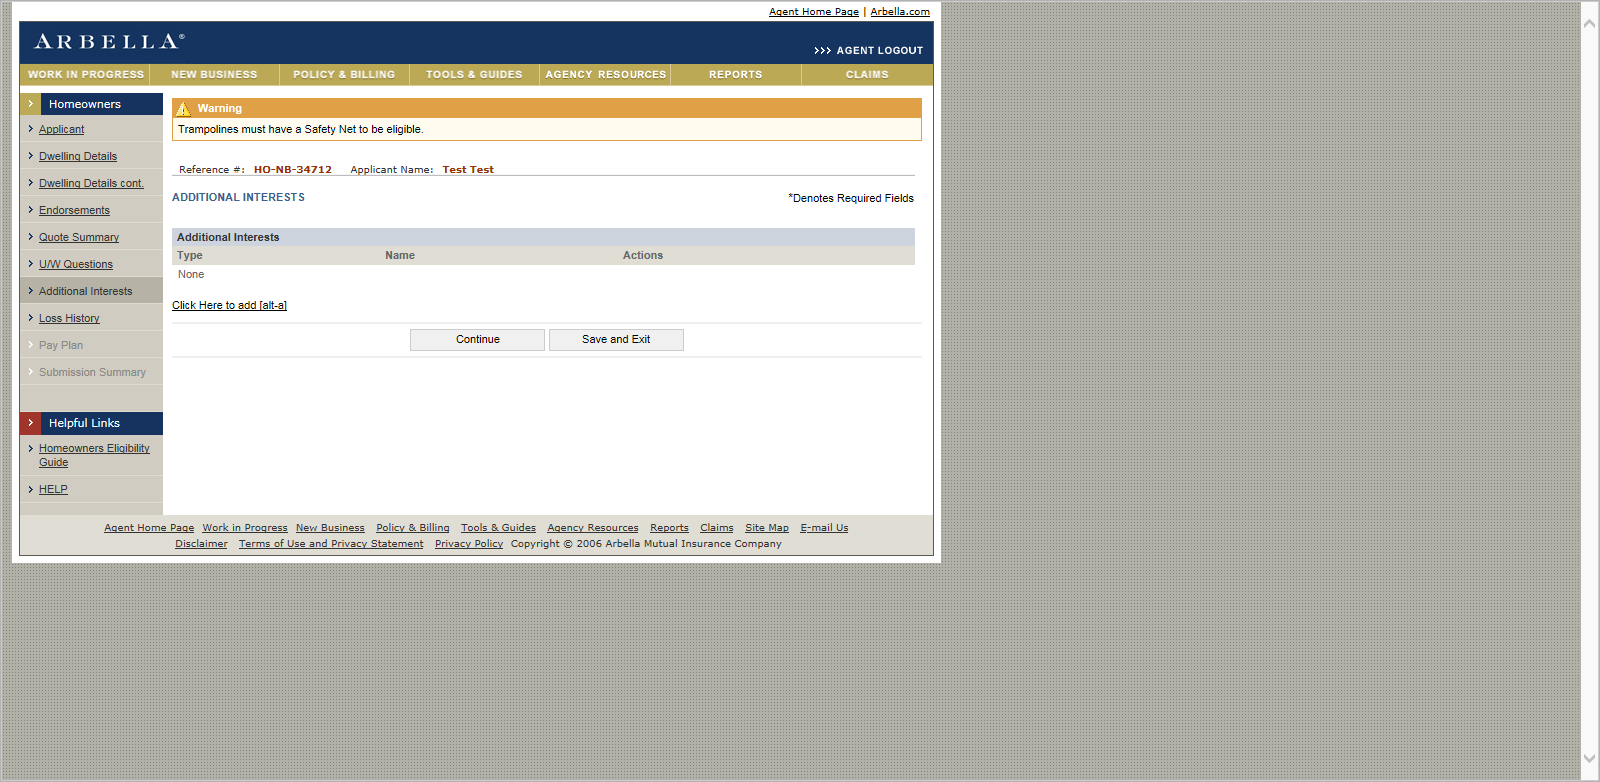 Agent Home Page | Arbella.com
ARBELLA®
>>> AGENT LOGOUT
WORK IN PROGRESS NEW BUSINESS POLICY & BILLING TOOLS & GUIDES AGENCY RESOURCES REPORTS CLAIMS
Homeowners
Applicant
Dwelling Details
Dwelling Details cont.
Endorsements
Quote Summary
U/W Questions
Additional Interests
Loss History
Pay Plan
Submission Summary
Helpful Links
Homeowners Eligibility
Guide
HELP
Warning
Trampolines must have a Safety Net to be eligible.
Reference #: HO-NB-34712 Applicant Name: Test Test
ADDITIONAL INTERESTS
*Denotes Required Fields
Additional Interests
Type Name Actions
None
Click Here to add [alt-a]
Continue Save and Exit
Agent Home Page Work in Progress New Business Policy & Billing Tools & Guides Agency Resources Reports Claims Site Map E-mail Us
Disclaimer Terms of Use and Privacy Statement Privacy Policy Copyright © 2006 Arbella Mutual Insurance Company